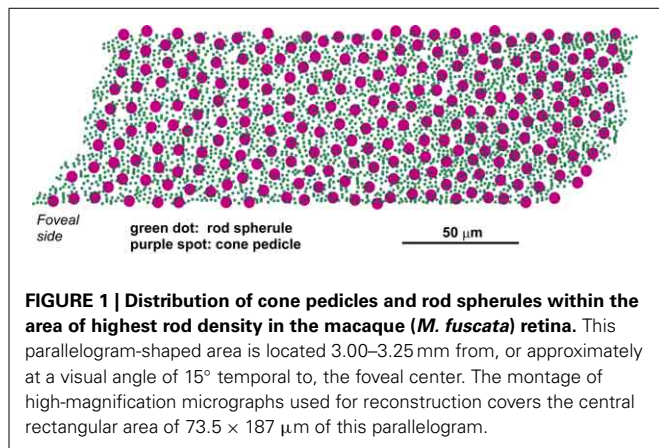 Foveal
side
green dot: rod spherule
purple spot: cone pedicle
50 μm
FIGURE 1 | Distribution of cone pedicles and rod spherules within the
area of highest rod density in the macaque (M. fuscata) retina. This
parallelogram-shaped area is located 3.00–3.25 mm from, or approximately
at a visual angle of 15° temporal to, the foveal center. The montage of
high-magnification micrographs used for reconstruction covers the central
rectangular area of 73.5 × 187 μm of this parallelogram.